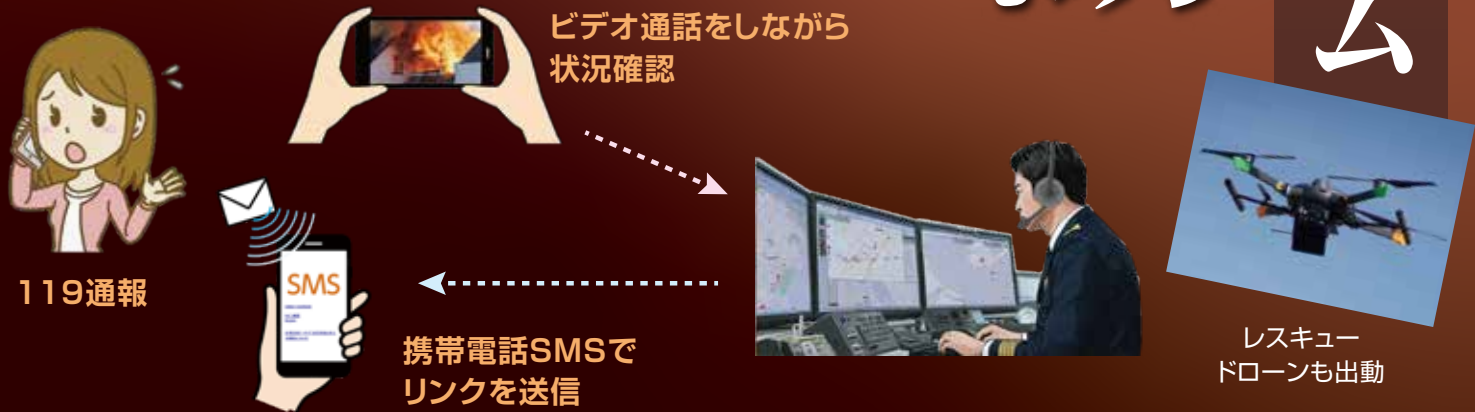 ム
ビデオ通話をしながら
状況確認
119通報
SMS
携帯電話SMSで
リンクを送信
レスキュー
ドローンも出動